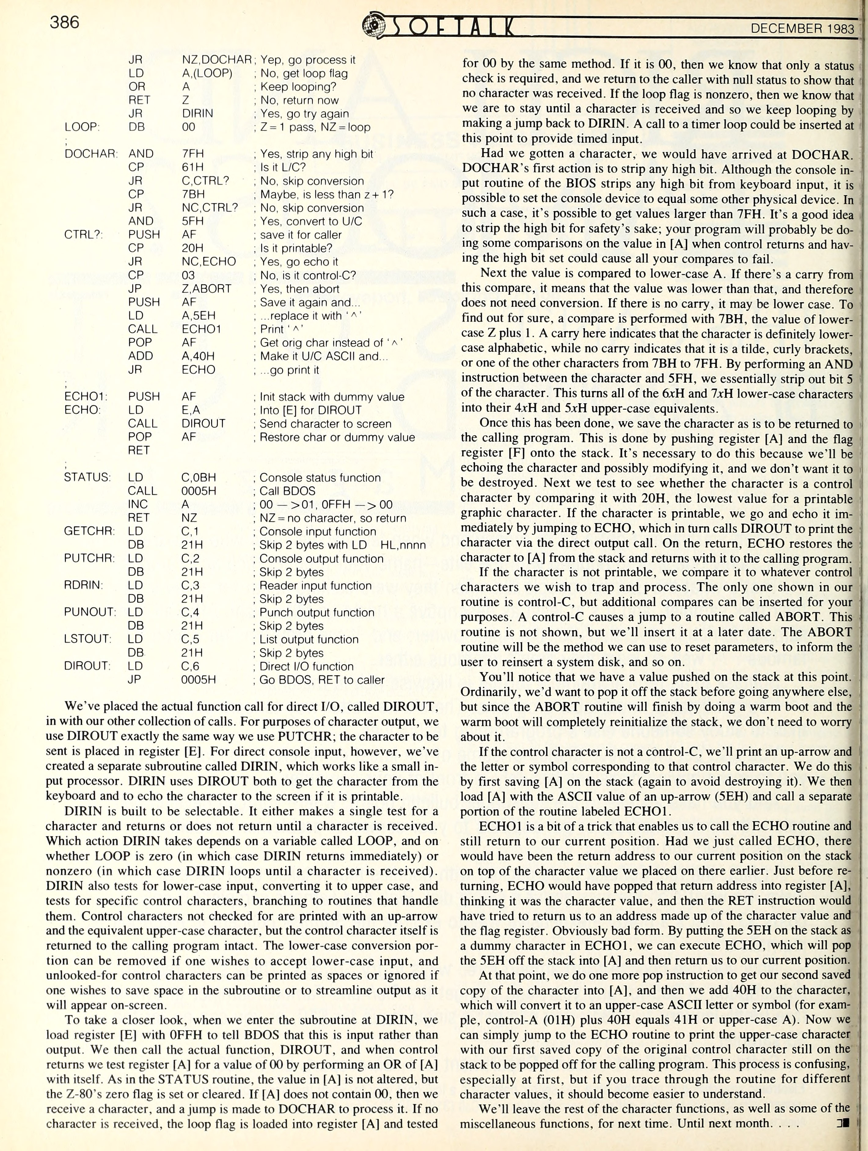 386
SOFTALK
DECEMBER 1983
JR NZ,DOCHAR ; Yep, go process it
LD A,(LOOP) ; No, get loop flag
OR A ; Keep looping?
RET Z ; No, return now
JR DIRIN ; Yes, go try again
LOOP: DB 00 ; Z=1 pass, NZ=loop
;
DOCHAR: AND 7FH ; Yes, strip any high bit
CP 61H ; Is it L/C?
JR C,CTRL? ; No, skip conversion
CP 7BH ; Maybe, is less than z+1?
JR NC,CTRL? ; No, skip conversion
AND 5FH ; Yes, convert to U/C
CTRL?: PUSH AF ; save it for caller
CP 20H ; Is it printable?
JR NC,ECHO ; Yes, go echo it
CP 03 ; No, is it control-C?
JP Z,ABORT ; Yes, then abort
PUSH AF ; Save it again and...
LD A,5EH ; ...replace it with '^'
CALL ECHO1 ; Print '^'
POP AF ; Get orig char instead of '^'
ADD A,40H ; Make it U/C ASCII and...
JR ECHO ; ...go print it
;
ECHO1: PUSH AF ; Init stack with dummy value
ECHO: LD E,A ; Into [E] for DIROUT
CALL DIROUT ; Send character to screen
POP AF ; Restore char or dummy value
RET
;
STATUS: LD C,0BH ; Console status function
CALL 0005H ; Call BDOS
INC A ; 00 —>01, 0FFH —> 00
RET NZ ; NZ=no character, so return
GETCHR: LD C,1 ; Console input function
DB 21H ; Skip 2 bytes with LD HL,nnnn
PUTCHR: LD C,2 ; Console output function
DB 21H ; Skip 2 bytes
RDRIN: LD C,3 ; Reader input function
DB 21H ; Skip 2 bytes
PUNOUT: LD C,4 ; Punch output function
DB 21H ; Skip 2 bytes
LSTOUT: LD C,5 ; List output function
DB 21H ; Skip 2 bytes
DIROUT: LD C,6 ; Direct I/O function
JP 0005H ; Go BDOS, RET to caller
We've placed the actual function call for direct I/O, called DIROUT,
in with our other collection of calls. For purposes of character output, we
use DIROUT exactly the same way we use PUTCHR; the character to be
sent is placed in register [E]. For direct console input, however, we've
created a separate subroutine called DIRIN, which works like a small in-
put processor. DIRIN uses DIROUT both to get the character from the
keyboard and to echo the character to the screen if it is printable.
DIRIN is built to be selectable. It either makes a single test for a
character and returns or does not return until a character is received.
Which action DIRIN takes depends on a variable called LOOP, and on
whether LOOP is zero (in which case DIRIN returns immediately) or
nonzero (in which case DIRIN loops until a character is received).
DIRIN also tests for lower-case input, converting it to upper case, and
tests for specific control characters, branching to routines that handle
them. Control characters not checked for are printed with an up-arrow
and the equivalent upper-case character, but the control character itself is
returned to the calling program intact. The lower-case conversion por-
tion can be removed if one wishes to accept lower-case input, and
unlooked-for control characters can be printed as spaces or ignored if
one wishes to save space in the subroutine or to streamline output as it
will appear on-screen.
To take a closer look, when we enter the subroutine at DIRIN, we
load register [E] with 0FFH to tell BDOS that this is input rather than
output. We then call the actual function, DIROUT, and when control
returns we test register [A] for a value of 00 by performing an OR of [A]
with itself. As in the STATUS routine, the value in [A] is not altered, but
the Z-80's zero flag is set or cleared. If [A] does not contain 00, then we
receive a character, and a jump is made to DOCHAR to process it. If no
character is received, the loop flag is loaded into register [A] and tested
for 00 by the same method. If it is 00, then we know that only a status
check is required, and we return to the caller with null status to show that
no character was received. If the loop flag is nonzero, then we know that
we are to stay until a character is received and so we keep looping by
making a jump back to DIRIN. A call to a timer loop could be inserted at
this point to provide timed input.
Had we gotten a character, we would have arrived at DOCHAR.
DOCHAR's first action is to strip any high bit. Although the console in-
put routine of the BIOS strips any high bit from keyboard input, it is
possible to set the console device to equal some other physical device. In
such a case, it's possible to get values larger than 7FH. It's a good idea
to strip the high bit for safety's sake; your program will probably be do-
ing some comparisons on the value in [A] when control returns and hav-
ing the high bit set could cause all your compares to fail.
Next the value is compared to lower-case A. If there's a carry from
this compare, it means that the value was lower than that, and therefore
does not need conversion. If there is no carry, it may be lower case. To
find out for sure, a compare is performed with 7BH, the value of lower-
case Z plus 1. A carry here indicates that the character is definitely lower-
case alphabetic, while no carry indicates that it is a tilde, curly brackets,
or one of the other characters from 7BH to 7FH. By performing an AND
instruction between the character and 5FH, we essentially strip out bit 5
of the character. This turns all of the 6xH and 7xH lower-case characters
into their 4xH and 5xH upper-case equivalents.
Once this has been done, we save the character as is to be returned to
the calling program. This is done by pushing register [A] and the flag
register [F] onto the stack. It's necessary to do this because we'll be
echoing the character and possibly modifying it, and we don't want it to
be destroyed. Next we test to see whether the character is a control
character by comparing it with 20H, the lowest value for a printable
graphic character. If the character is printable, we go and echo it im-
mediately by jumping to ECHO, which in turn calls DIROUT to print the
character via the direct output call. On the return, ECHO restores the
character to [A] from the stack and returns with it to the calling program.
If the character is not printable, we compare it to whatever control
characters we wish to trap and process. The only one shown in our
routine is control-C, but additional compares can be inserted for your
purposes. A control-C causes a jump to a routine called ABORT. This
routine is not shown, but we'll insert it at a later date. The ABORT
routine will be the method we can use to reset parameters, to inform the
user to reinsert a system disk, and so on.
You'll notice that we have a value pushed on the stack at this point.
Ordinarily, we'd want to pop it off the stack before going anywhere else,
but since the ABORT routine will finish by doing a warm boot and the
warm boot will completely reinitialize the stack, we don't need to worry
about it.
If the control character is not a control-C, we'll print an up-arrow and
the letter or symbol corresponding to that control character. We do this
by first saving [A] on the stack (again to avoid destroying it). We then
load [A] with the ASCII value of an up-arrow (5EH) and call a separate
portion of the routine labeled ECHO1.
ECHO1 is a bit of a trick that enables us to call the ECHO routine and
still return to our current position. Had we just called ECHO, there
would have been the return address to our current position on the stack
on top of the character value we placed on there earlier. Just before re-
turning, ECHO would have popped that return address into register [A],
thinking it was the character value, and then the RET instruction would
have tried to return us to an address made up of the character value and
the flag register. Obviously bad form. By putting the 5EH on the stack as
a dummy character in ECHO1, we can execute ECHO, which will pop
the 5EH off the stack into [A] and then return us to our current position.
At that point, we do one more pop instruction to get our second saved
copy of the character into [A], and then we add 40H to the character,
which will convert it to an upper-case ASCII letter or symbol (for exam-
ple, control-A (01H) plus 40H equals 41H or upper-case A). Now we
can simply jump to the ECHO routine to print the upper-case character
with our first saved copy of the original control character still on the
stack to be popped off for the calling program. This process is confusing,
especially at first, but if you trace through the routine for different
character values, it should become easier to understand.
We'll leave the rest of the character functions, as well as some of the
miscellaneous functions, for next time. Until next month. . . .